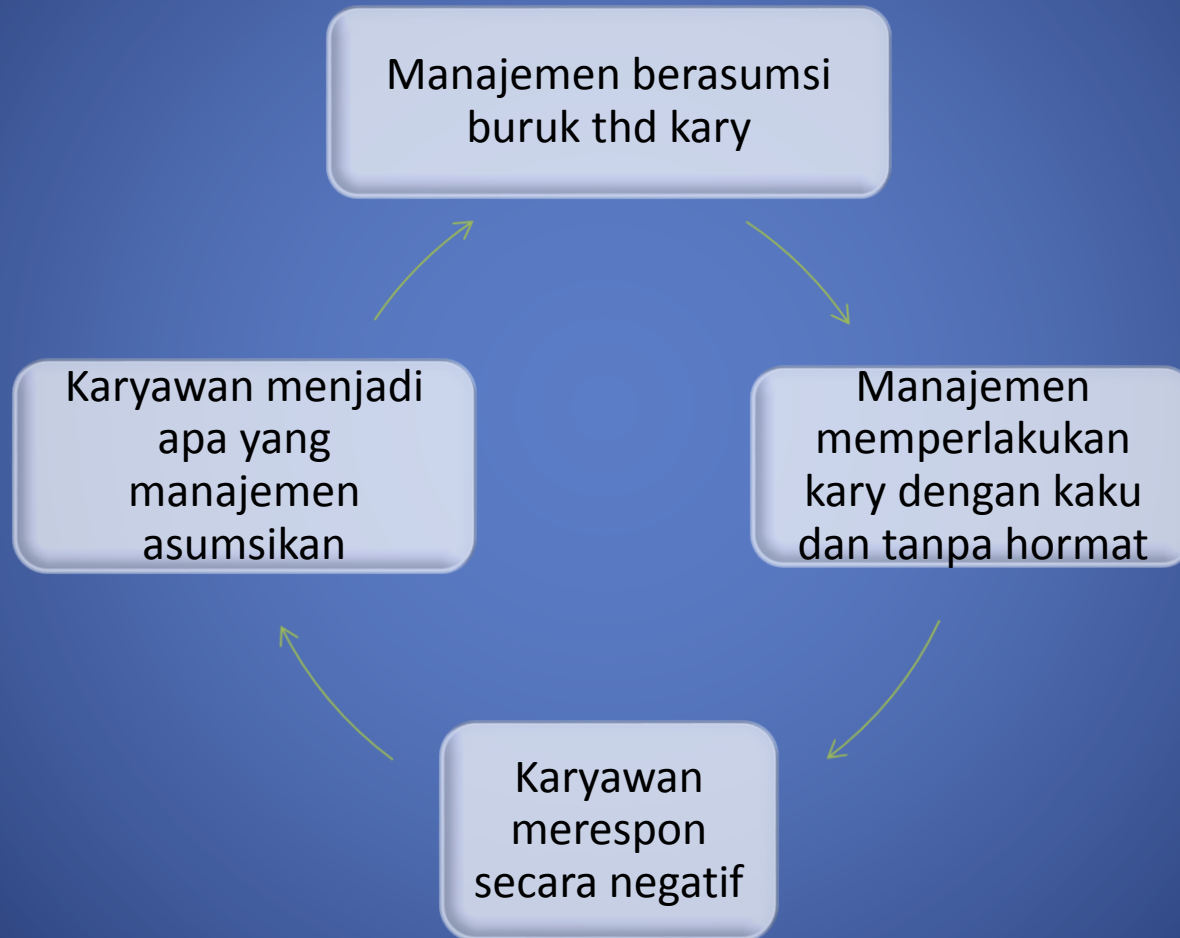 Manajemen berasumsi
buruk thd kary
Manajemen
memperlakukan
kary dengan kaku
dan tanpa hormat
Karyawan
merespon
secara negatif
Karyawan menjadi
apa yang
manajemen
asumsikan